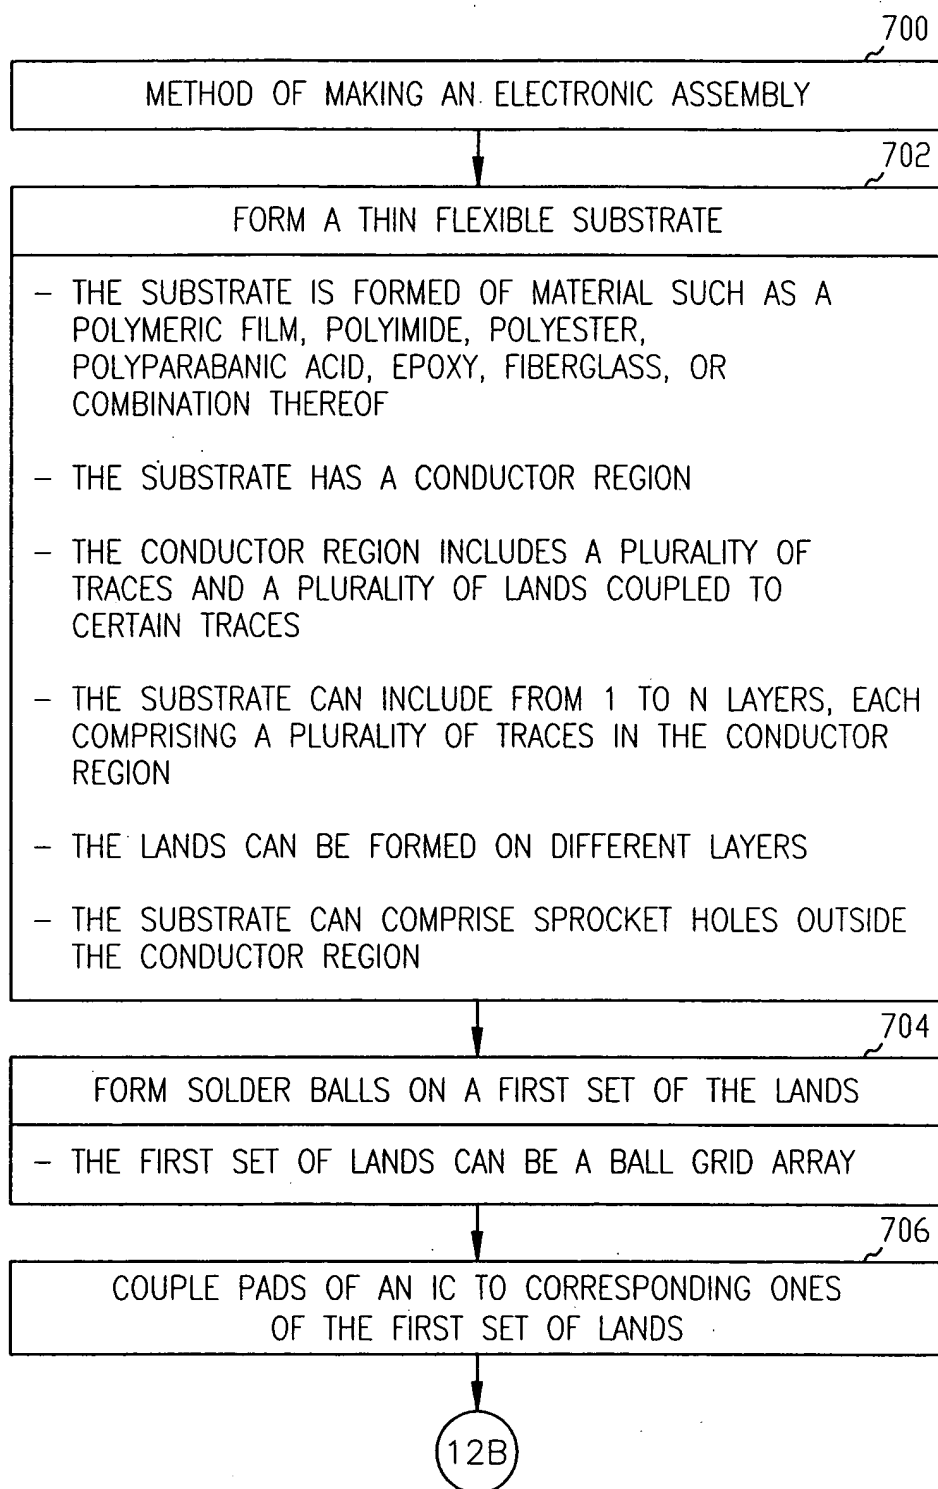 700
METHOD OF MAKING AN ELECTRONIC ASSEMBLY
702
FORM A THIN FLEXIBLE SUBSTRATE
– THE SUBSTRATE IS FORMED OF MATERIAL SUCH AS A
POLYMERIC FILM, POLYIMIDE, POLYESTER,
POLYPARABANIC ACID, EPOXY, FIBERGLASS, OR
COMBINATION THEREOF
– THE SUBSTRATE HAS A CONDUCTOR REGION
– THE CONDUCTOR REGION INCLUDES A PLURALITY OF
TRACES AND A PLURALITY OF LANDS COUPLED TO
CERTAIN TRACES
– THE SUBSTRATE CAN INCLUDE FROM 1 TO N LAYERS, EACH
COMPRISING A PLURALITY OF TRACES IN THE CONDUCTOR
REGION
– THE LANDS CAN BE FORMED ON DIFFERENT LAYERS
– THE SUBSTRATE CAN COMPRISE SPROCKET HOLES OUTSIDE
THE CONDUCTOR REGION
704
FORM SOLDER BALLS ON A FIRST SET OF THE LANDS
– THE FIRST SET OF LANDS CAN BE A BALL GRID ARRAY
706
COUPLE PADS OF AN IC TO CORRESPONDING ONES
OF THE FIRST SET OF LANDS
12B